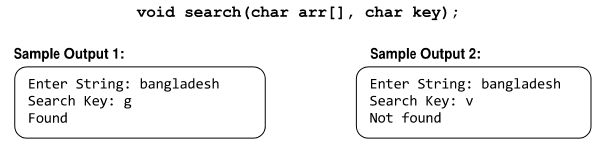 void search(char arr[], char key);
Sample Output 1:
Enter String: bangladesh
Search Key: g
Found
Sample Output 2:
Enter String: bangladesh
Search Key: v
Not found